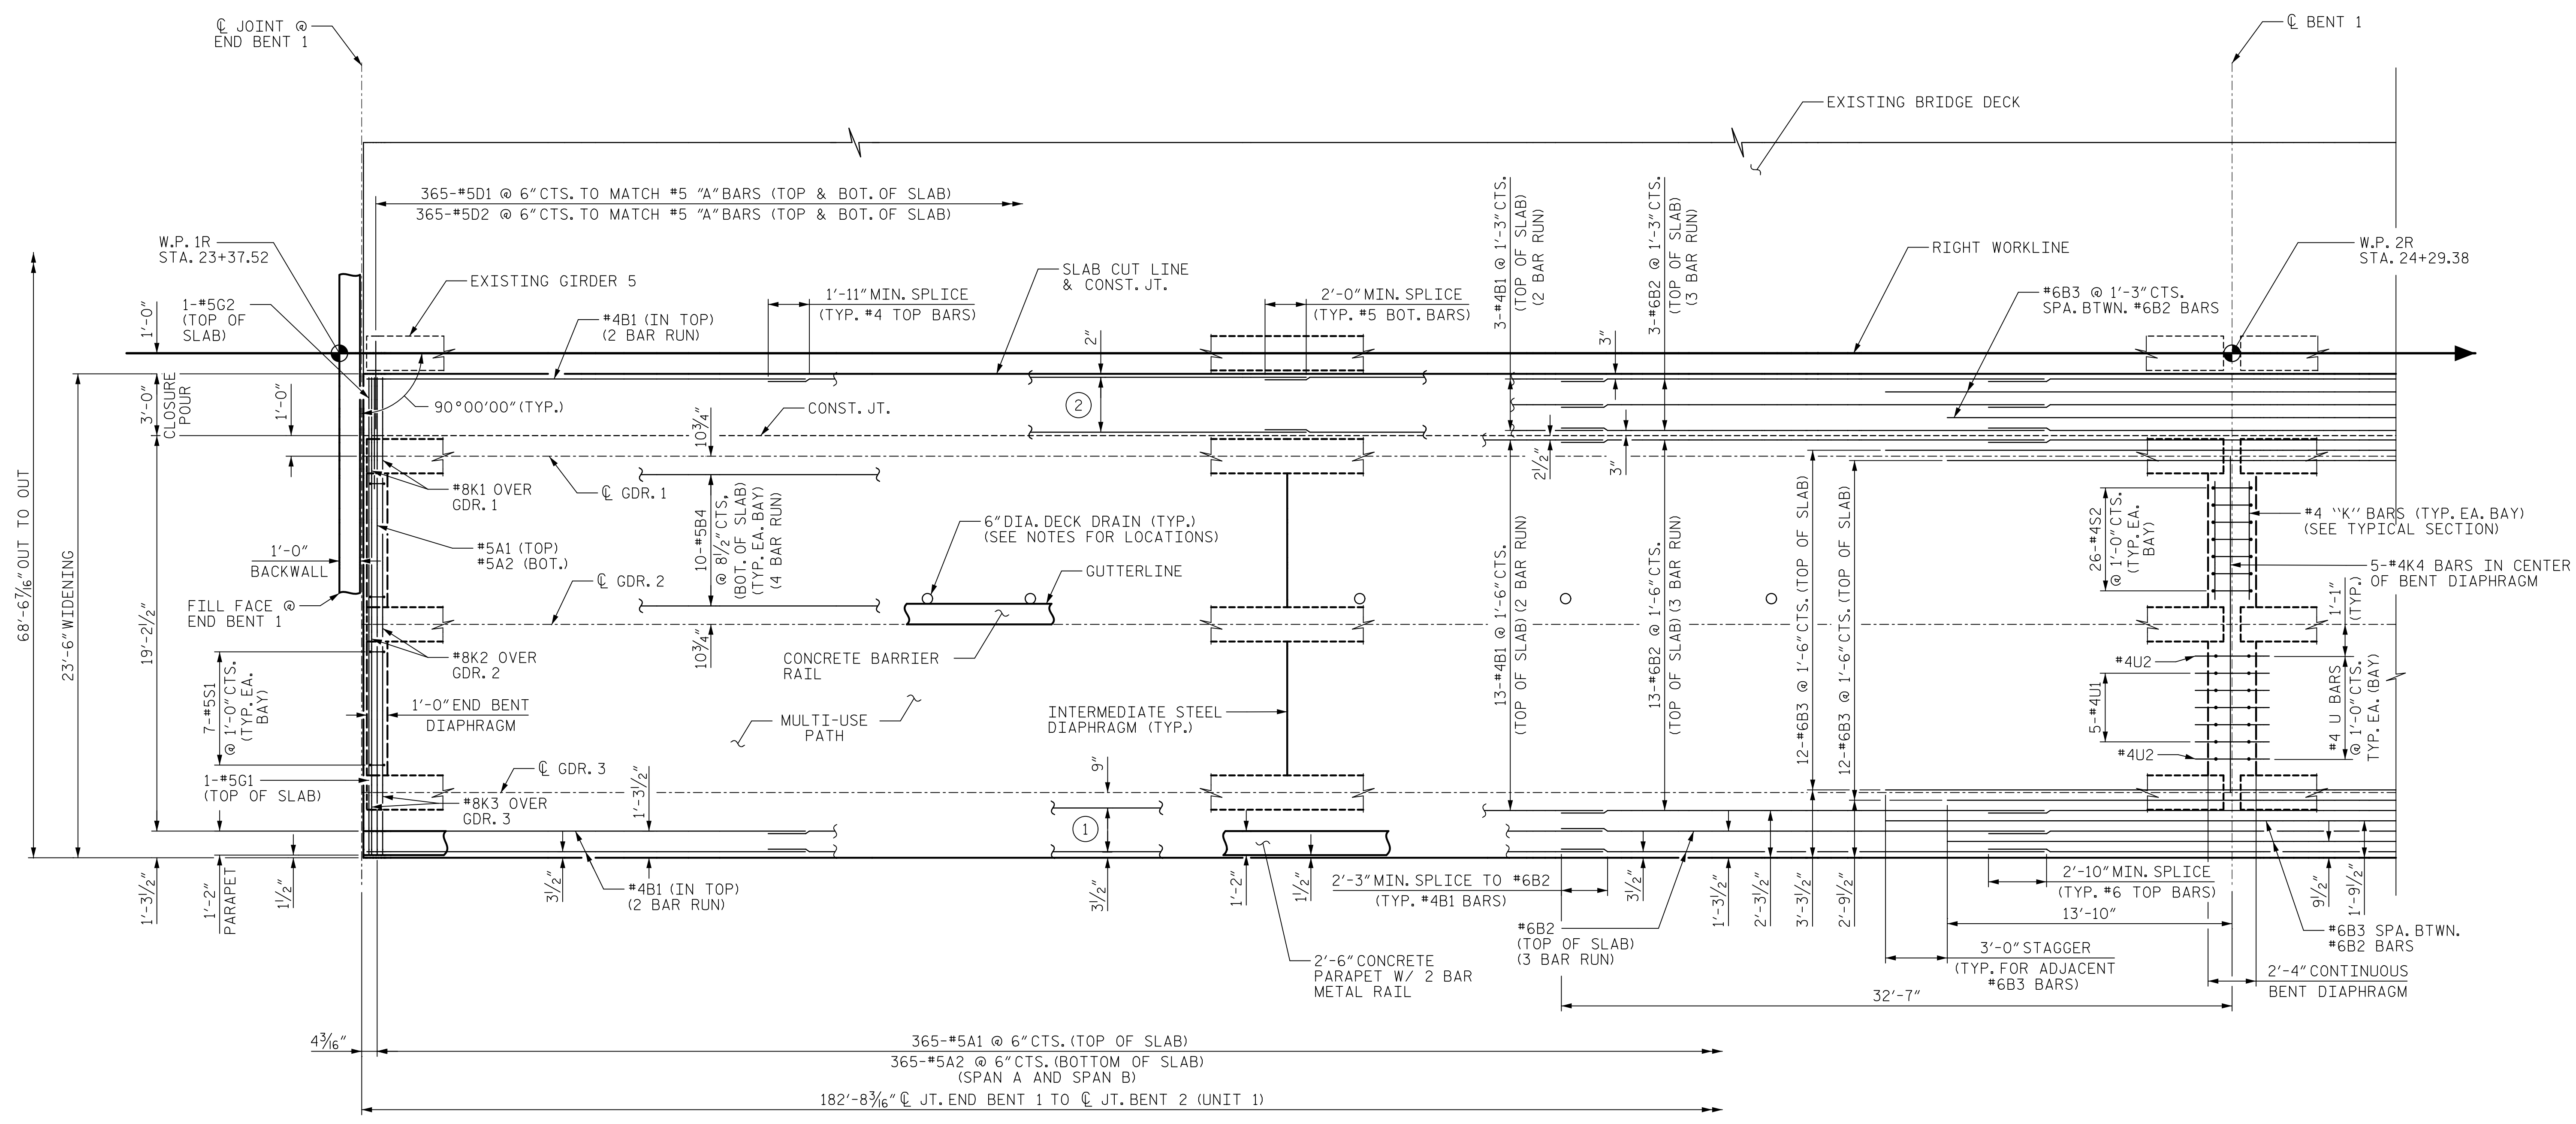 ℄ JOINT @
END BENT 1
℄ BENT 1
EXISTING BRIDGE DECK
365-#5D1 @ 6" CTS. TO MATCH #5 "A" BARS (TOP & BOT. OF SLAB)
365-#5D2 @ 6" CTS. TO MATCH #5 "A" BARS (TOP & BOT. OF SLAB)
W.P. 1R
STA. 23+37.52
EXISTING GIRDER 5
SLAB CUT LINE
& CONST. JT.
RIGHT WORKLINE
W.P. 2R
STA. 24+29.38
1-#5G2
(TOP OF
SLAB)
#4B1 (IN TOP)
(2 BAR RUN)
1'-11" MIN. SPLICE
(TYP. #4 TOP BARS)
2'-0" MIN. SPLICE
(TYP. #5 BOT. BARS)
3-#4B1 @ 1'-3" CTS.
(TOP OF SLAB)
(2 BAR RUN)
3-#6B2 @ 1'-3" CTS.
(TOP OF SLAB)
(3 BAR RUN)
#6B3 @ 1'-3" CTS.
SPA. BTWN. #6B2 BARS
1'-0"
2"
3"
3'-0"
CLOSURE
POUR
1'-0"
90°00'00" (TYP.)
CONST. JT.
10¾"
2
2½"
3"
68'-6⁷⁄₁₆" OUT TO OUT
23'-6" WIDENING
19'-2½"
#8K1 OVER
GDR. 1
℄ GDR. 1
10-#5B4
@ 8½" CTS.
(BOT. OF SLAB)
(TYP. EA. BAY)
(4 BAR RUN)
6" DIA. DECK DRAIN (TYP.)
(SEE NOTES FOR LOCATIONS)
#5A1 (TOP)
#5A2 (BOT.)
1'-0"
BACKWALL
GUTTERLINE
℄ GDR. 2
FILL FACE @
END BENT 1
13-#4B1 @ 1'-6" CTS.
(TOP OF SLAB) (2 BAR RUN)
13-#6B2 @ 1'-6" CTS.
(TOP OF SLAB) (3 BAR RUN)
12-#6B3 @ 1'-6" CTS. (TOP OF SLAB)
12-#6B3 @ 1'-6" CTS. (TOP OF SLAB)
26-#4S2
@ 1'-0" CTS.
(TYP. EA.
BAY)
#4 "K" BARS (TYP. EA. BAY)
(SEE TYPICAL SECTION)
5-#4K4 BARS IN CENTER
OF BENT DIAPHRAGM
1'-1"
(TYP.)
#8K2 OVER
GDR. 2
10¾"
CONCRETE BARRIER
RAIL
#4U2
7-#5S1
@ 1'-0" CTS.
(TYP. EA.
BAY)
1'-0" END BENT
DIAPHRAGM
MULTI-USE
PATH
INTERMEDIATE STEEL
DIAPHRAGM (TYP.)
5-#4U1
#4 U BARS
@ 1'-0" CTS.
TYP. EA. (BAY)
#4U2
1-#5G1
(TOP OF SLAB)
℄ GDR. 3
#8K3 OVER
GDR. 3
1'-3½"
9"
1
1'-3½"
1'-2"
PARAPET
1½"
3½"
#4B1 (IN TOP)
(2 BAR RUN)
3½"
1'-2"
1½"
2'-3" MIN. SPLICE TO #6B2
(TYP. #4B1 BARS)
3½"
1'-3½"
2'-3½"
3'-3½"
2'-9½"
2'-10" MIN. SPLICE
(TYP. #6 TOP BARS)
9½"
1'-9½"
13'-10"
#6B2
(TOP OF SLAB)
(3 BAR RUN)
#6B3 SPA. BTWN.
#6B2 BARS
2'-6" CONCRETE
PARAPET W/ 2 BAR
METAL RAIL
3'-0" STAGGER
(TYP. FOR ADJACENT
#6B3 BARS)
2'-4" CONTINUOUS
BENT DIAPHRAGM
32'-7"
4³⁄₁₆"
365-#5A1 @ 6" CTS. (TOP OF SLAB)
365-#5A2 @ 6" CTS. (BOTTOM OF SLAB)
(SPAN A AND SPAN B)
182'-8³⁄₁₆" ℄ JT. END BENT 1 TO ℄ JT. BENT 2 (UNIT 1)